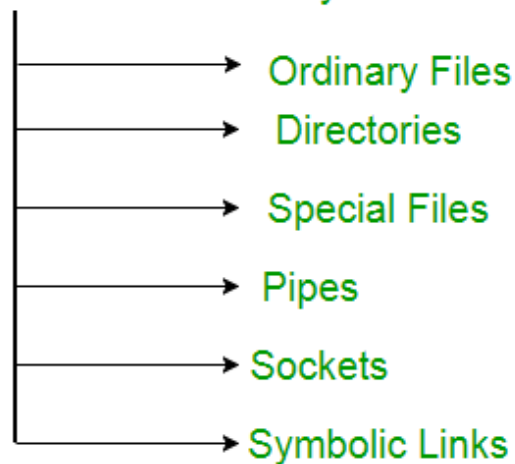 Ordinary Files
Directories
Special Files
Pipes
Sockets
Symbolic Links